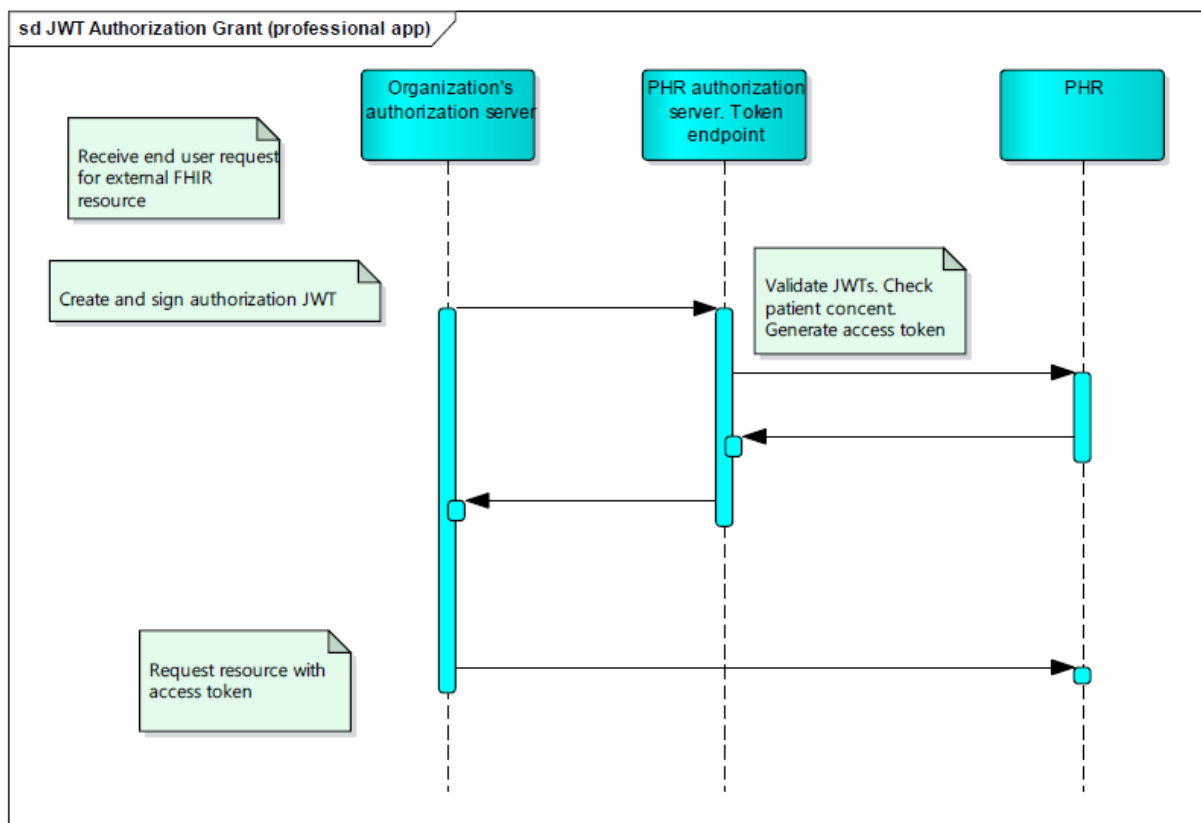 sd JWT Authorization Grant (professional app)
Organization's
authorization server
PHR authorization
server. Token
endpoint
PHR
Receive end user request
for external FHIR
resource
Create and sign authorization JWT
Validate JWTs. Check
patient concent.
Generate access token
Request resource with
access token